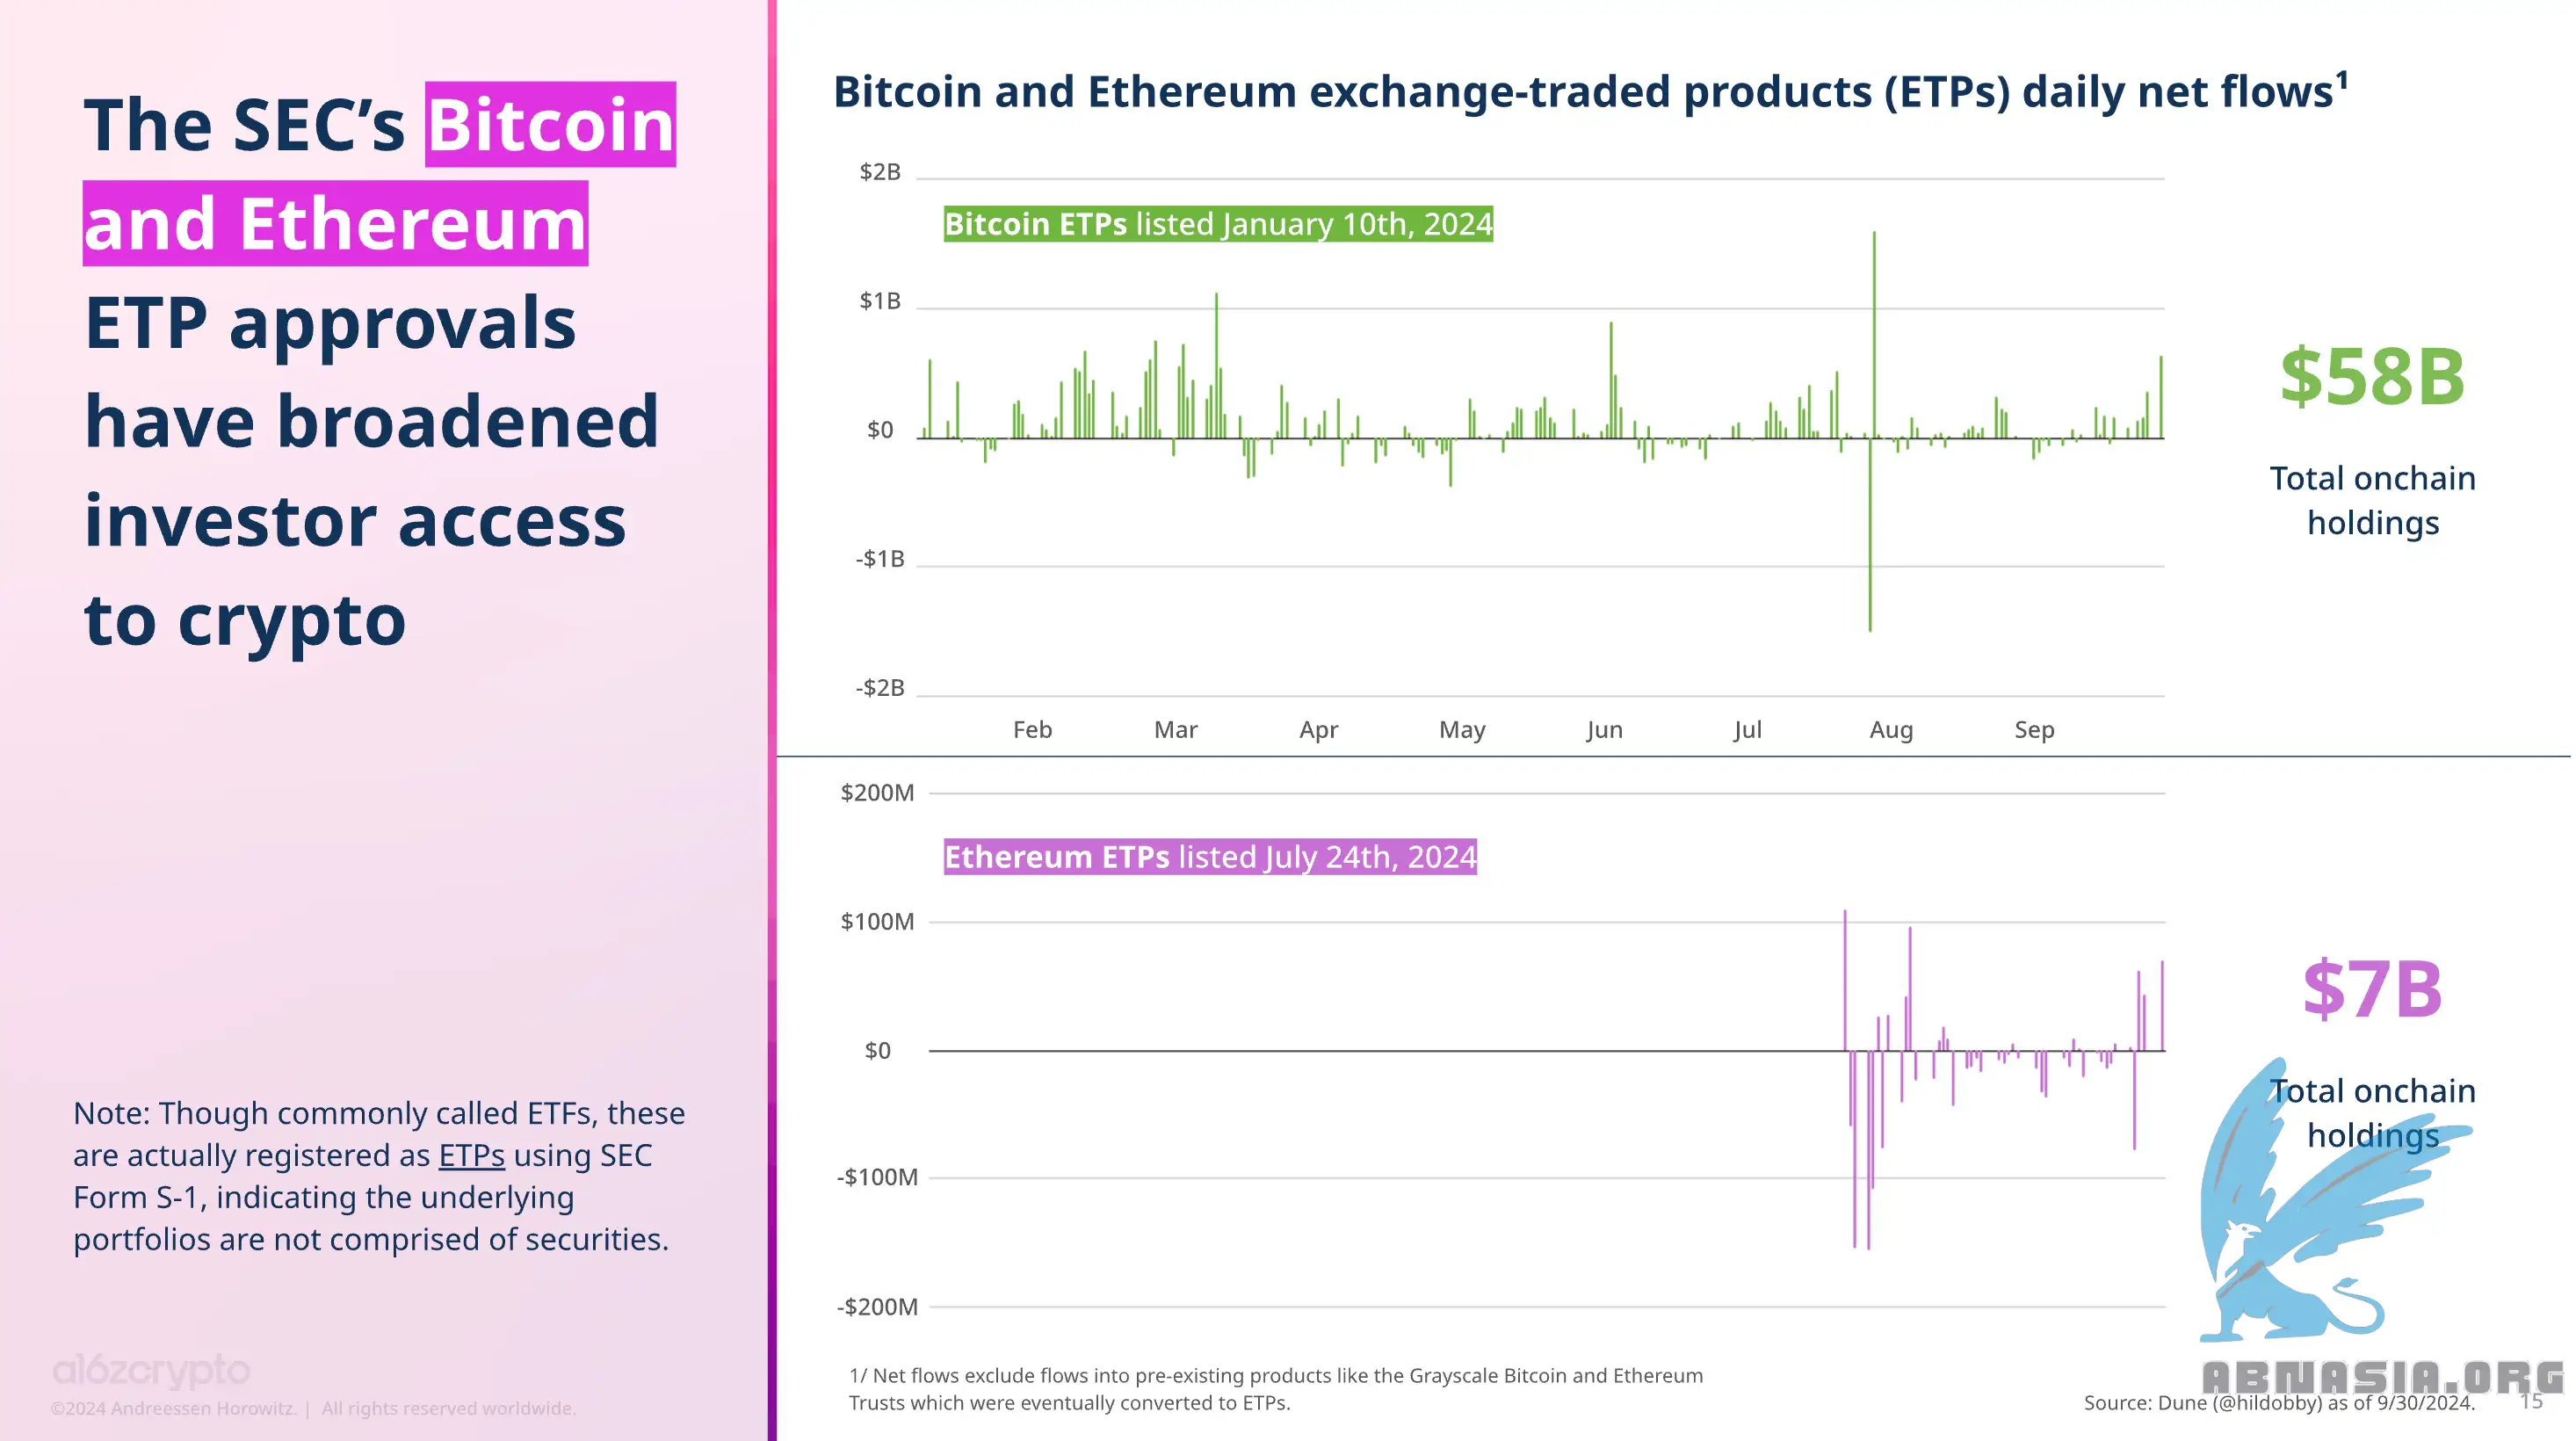 The SEC’s Bitcoin
and Ethereum
ETP approvals
have broadened
investor access
to crypto
Note: Though commonly called ETFs, these
are actually registered as ETPs using SEC
Form S-1, indicating the underlying
portfolios are not comprised of securities.
a16zcrypto
©2024 Andreessen Horowitz. | All rights reserved worldwide.
Bitcoin and Ethereum exchange-traded products (ETPs) daily net flows¹
$2B
Bitcoin ETPs listed January 10th, 2024
$1B
$0
-$1B
-$2B
Feb Mar Apr May Jun Jul Aug Sep
$58B
Total onchain
holdings
$200M
Ethereum ETPs listed July 24th, 2024
$100M
$0
-$100M
-$200M
$7B
Total onchain
holdings
1/ Net flows exclude flows into pre-existing products like the Grayscale Bitcoin and Ethereum
Trusts which were eventually converted to ETPs.
ABNASIA.ORG
Source: Dune (@hildobby) as of 9/30/2024.
15